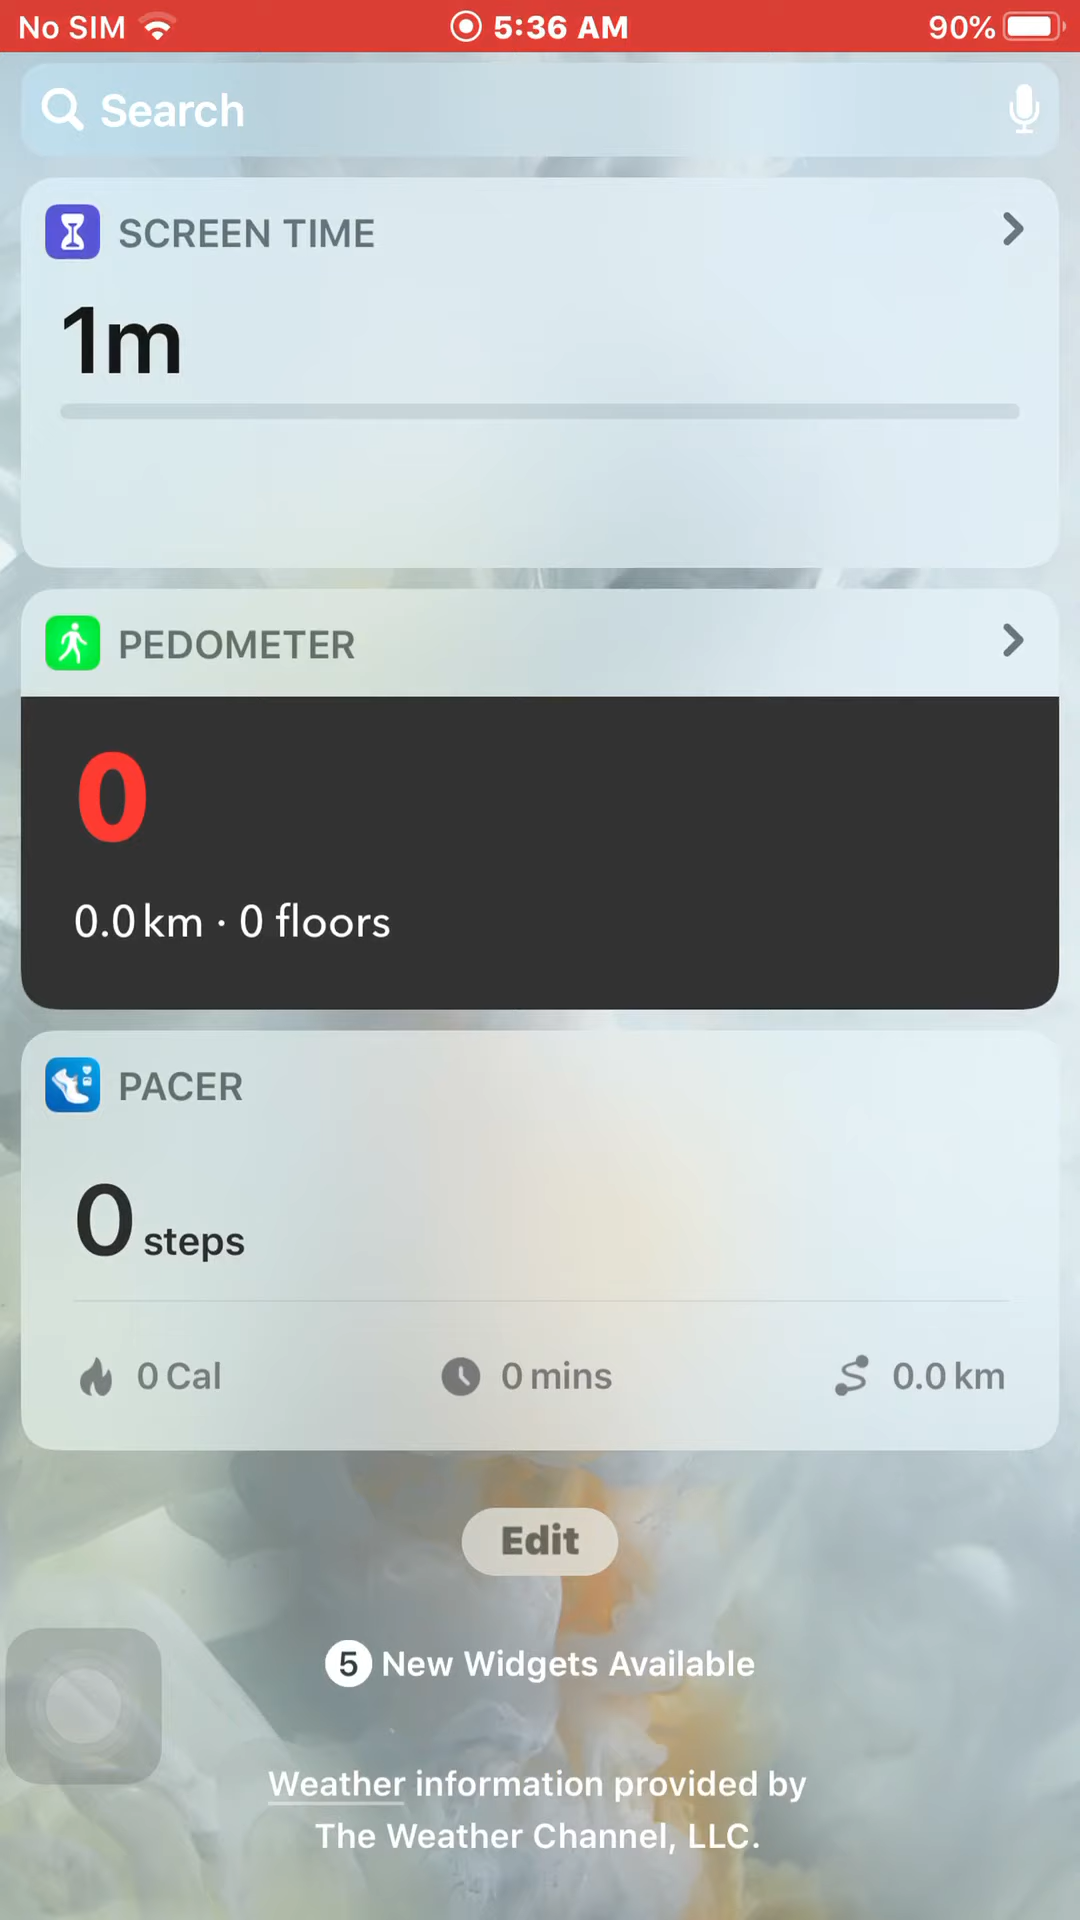 No SIM 5:36 AM 90%
Search
SCREEN TIME
1m
PEDOMETER
0
0.0 km · 0 floors
PACER
0 steps
0 Cal 0 mins 0.0 km
Edit
5 New Widgets Available
Weather information provided by
The Weather Channel, LLC.